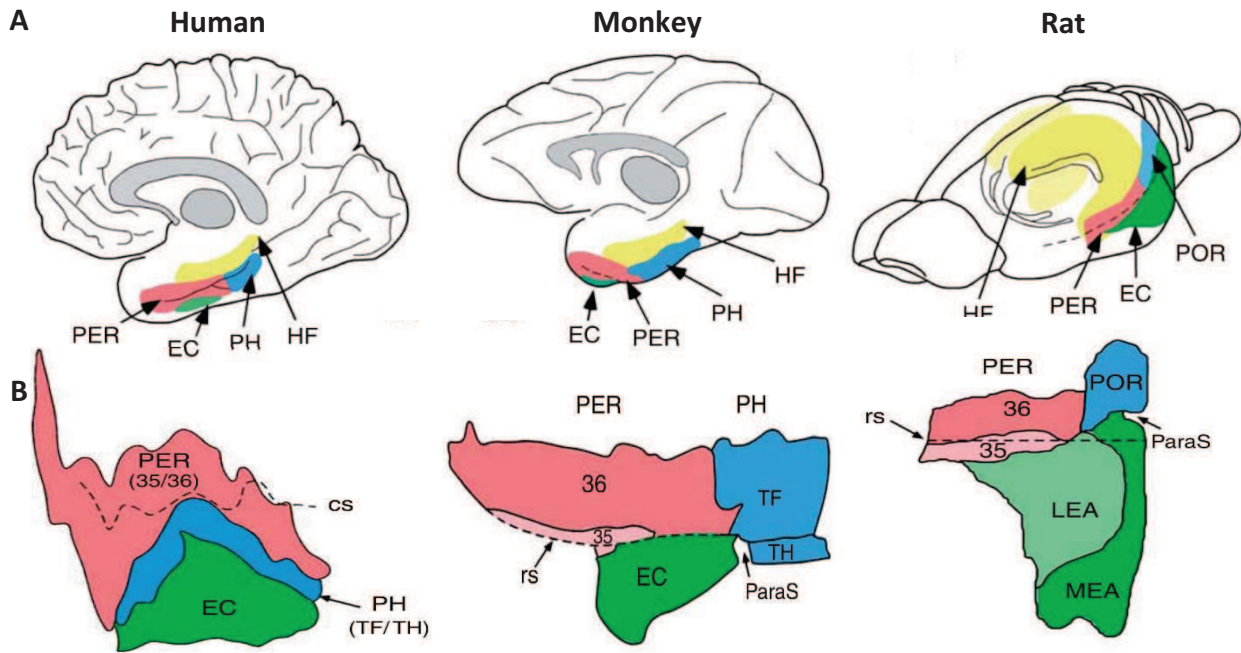 A
Human
Monkey
Rat
PER
EC
PH
HF
EC
PER
PH
HF
HF
PER
EC
POR
B
PER
(35/36)
cs
EC
PH
(TF/TH)
PER
PH
36
35
rs
EC
TF
TH
ParaS
PER
POR
36
rs
35
ParaS
LEA
MEA